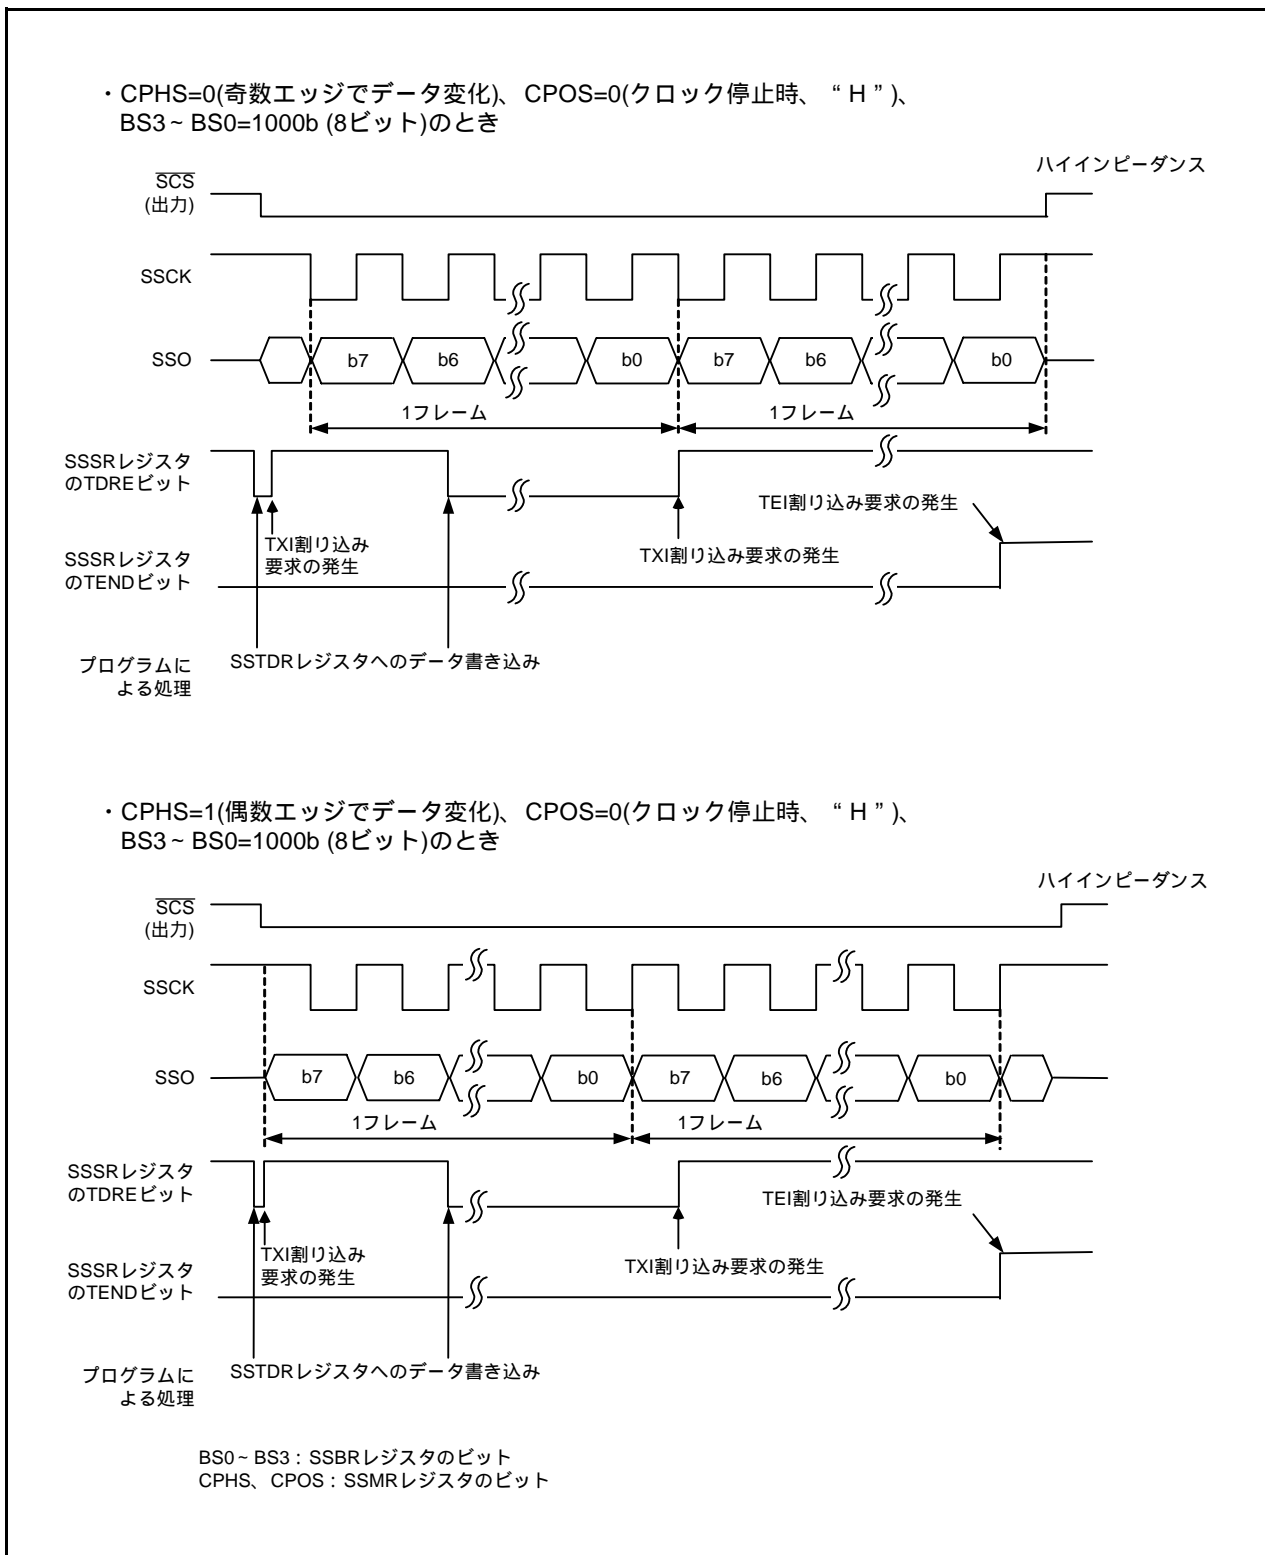 ・CPHS=0(奇数エッジでデータ変化)、CPOS=0(クロック停止時、“H”)、
BS3~BS0=1000b (8ビット)のとき
ハイインピーダンス
SCS
(出力)
SSCK
SSO
b7
b6
b0
b7
b6
b0
1フレーム
1フレーム
SSSRレジスタ
のTDREビット
TEI割り込み要求の発生
TXI割り込み
要求の発生
TXI割り込み要求の発生
SSSRレジスタ
のTENDビット
プログラムに
よる処理
SSTDRレジスタへのデータ書き込み
・CPHS=1(偶数エッジでデータ変化)、CPOS=0(クロック停止時、“H”)、
BS3~BS0=1000b (8ビット)のとき
ハイインピーダンス
SCS
(出力)
SSCK
SSO
b7
b6
b0
b7
b6
b0
1フレーム
1フレーム
SSSRレジスタ
のTDREビット
TEI割り込み要求の発生
TXI割り込み
要求の発生
TXI割り込み要求の発生
SSSRレジスタ
のTENDビット
プログラムに
よる処理
SSTDRレジスタへのデータ書き込み
BS0~BS3:SSBRレジスタのビット
CPHS、CPOS:SSMRレジスタのビット